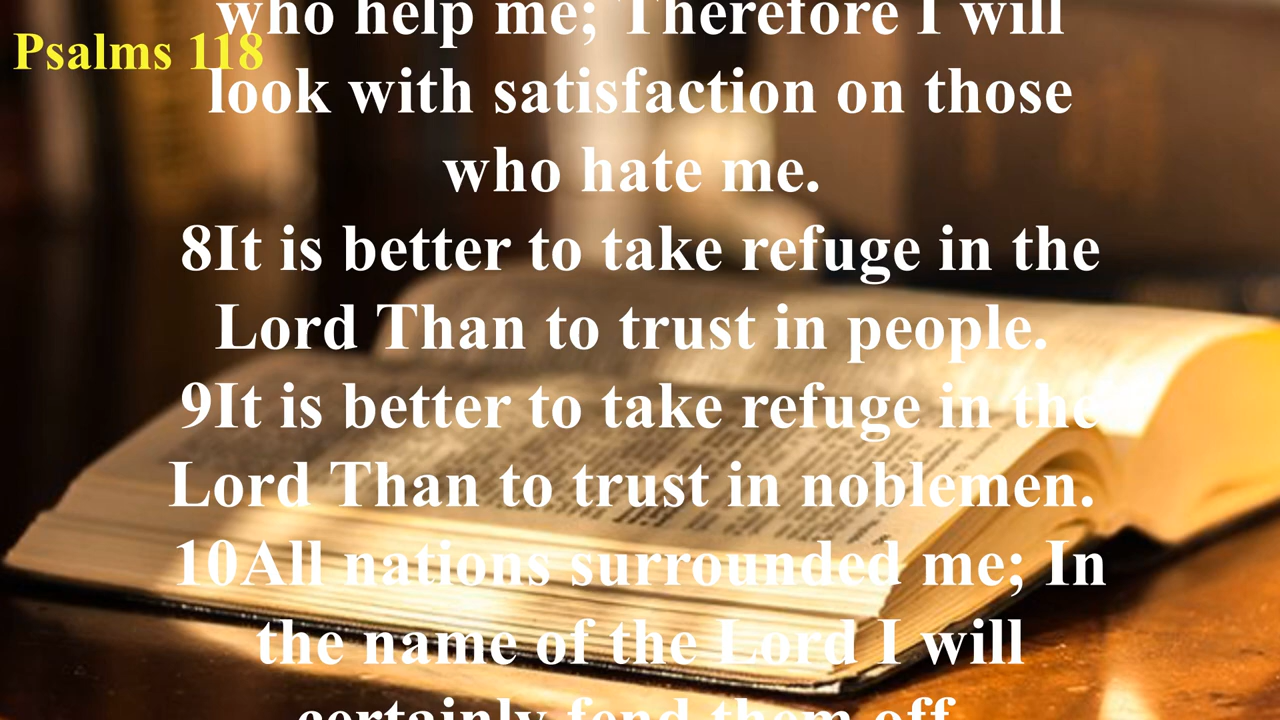 who help me; Therefore I will
Psalms 118
look with satisfaction on those
who hate me.
8It is better to take refuge in the
Lord Than to trust in people.
9It is better to take refuge in the
Lord Than to trust in noblemen.
10All nations surrounded me; In
the name of the Lord I will
certainly fend them off.